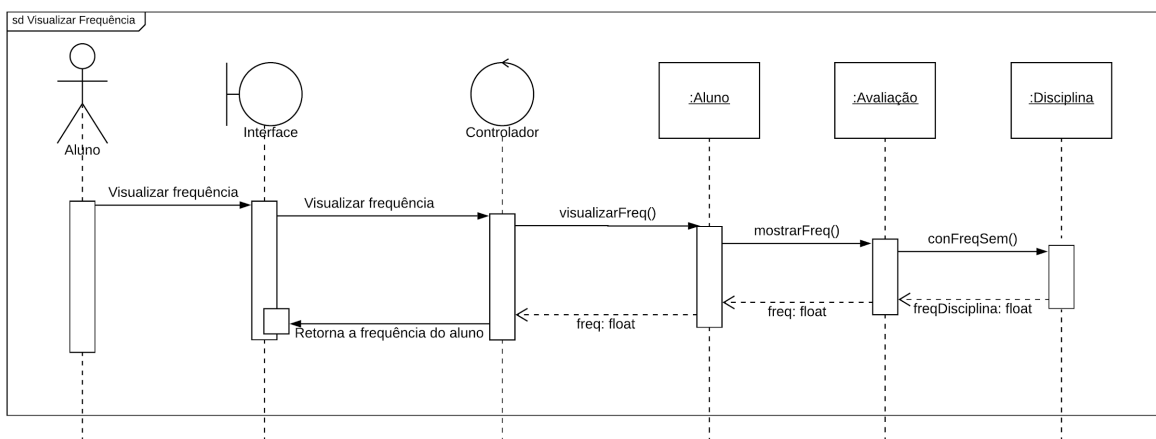 sd Visualizar Frequência
Aluno
Interface
Controlador
:Aluno
:Avaliação
:Disciplina
Visualizar frequência
Visualizar frequência
visualizarFreq()
mostrarFreq()
conFreqSem()
freqDisciplina: float
freq: float
freq: float
Retorna a frequência do aluno